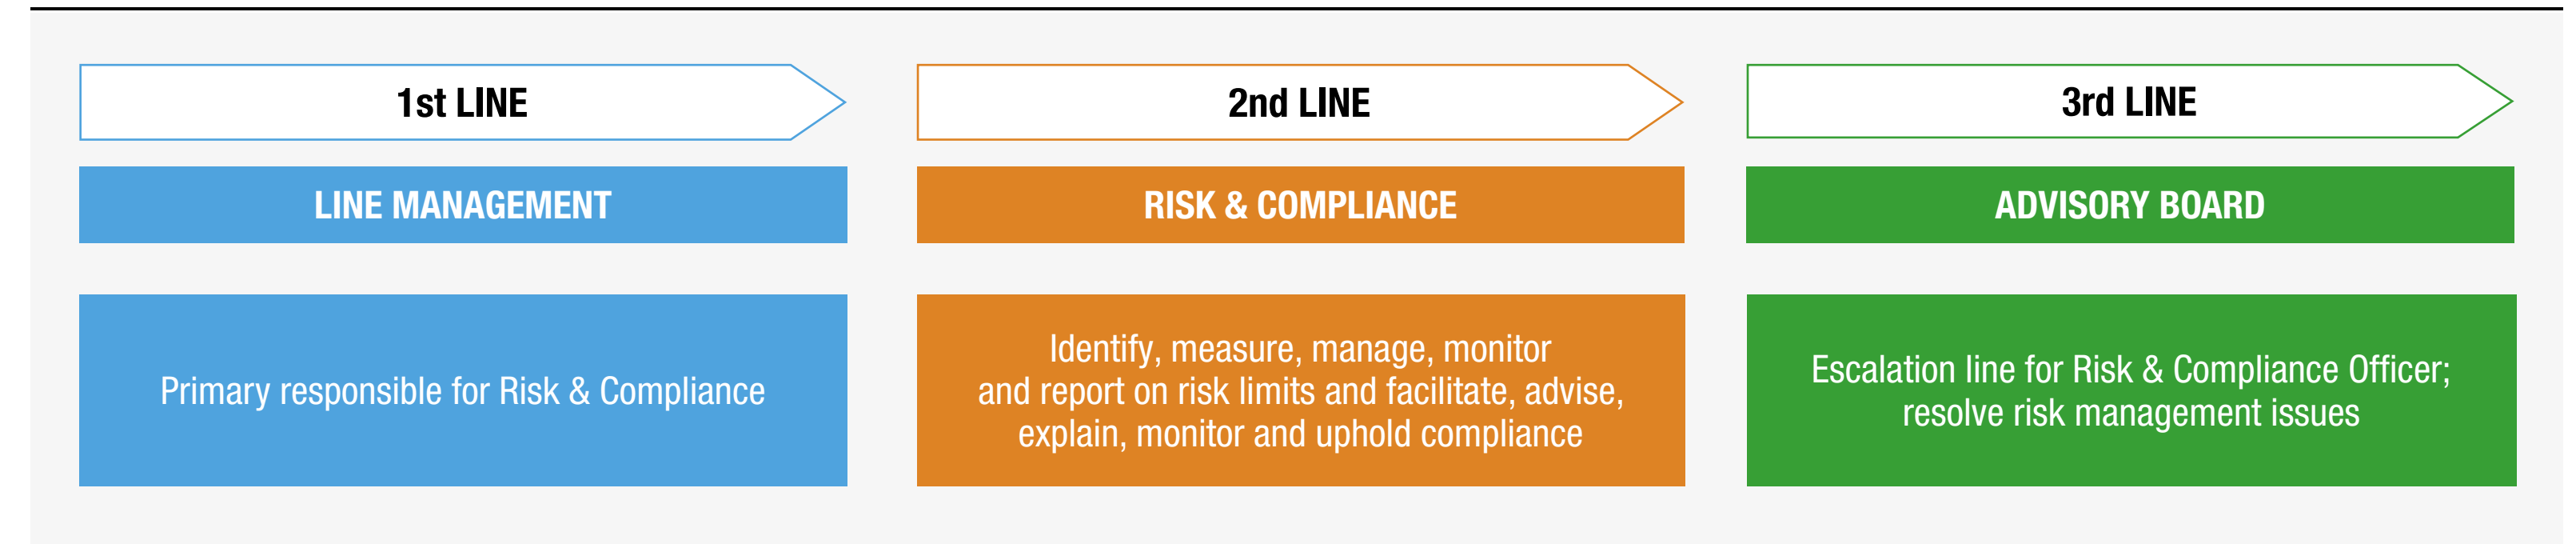 1st LINE
LINE MANAGEMENT
Primary responsible for Risk & Compliance
2nd LINE
RISK & COMPLIANCE
Identify, measure, manage, monitor
and report on risk limits and facilitate, advise,
explain, monitor and uphold compliance
3rd LINE
ADVISORY BOARD
Escalation line for Risk & Compliance Officer;
resolve risk management issues